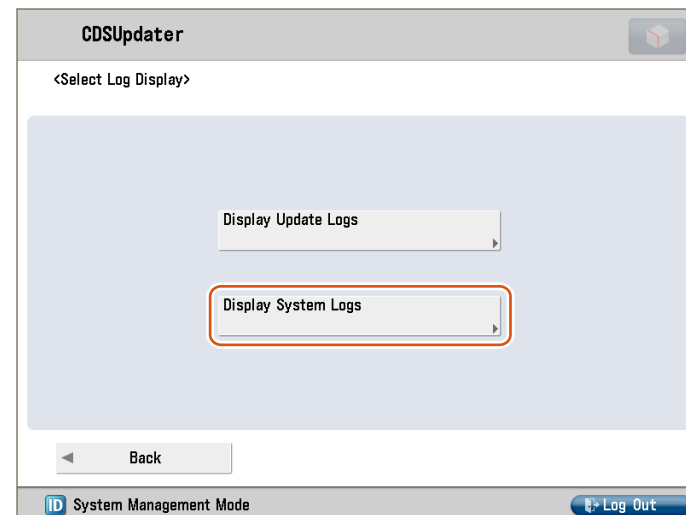 CDSUpdater
<Select Log Display>
Display Update Logs
Display System Logs
Back
ID System Management Mode
Log Out